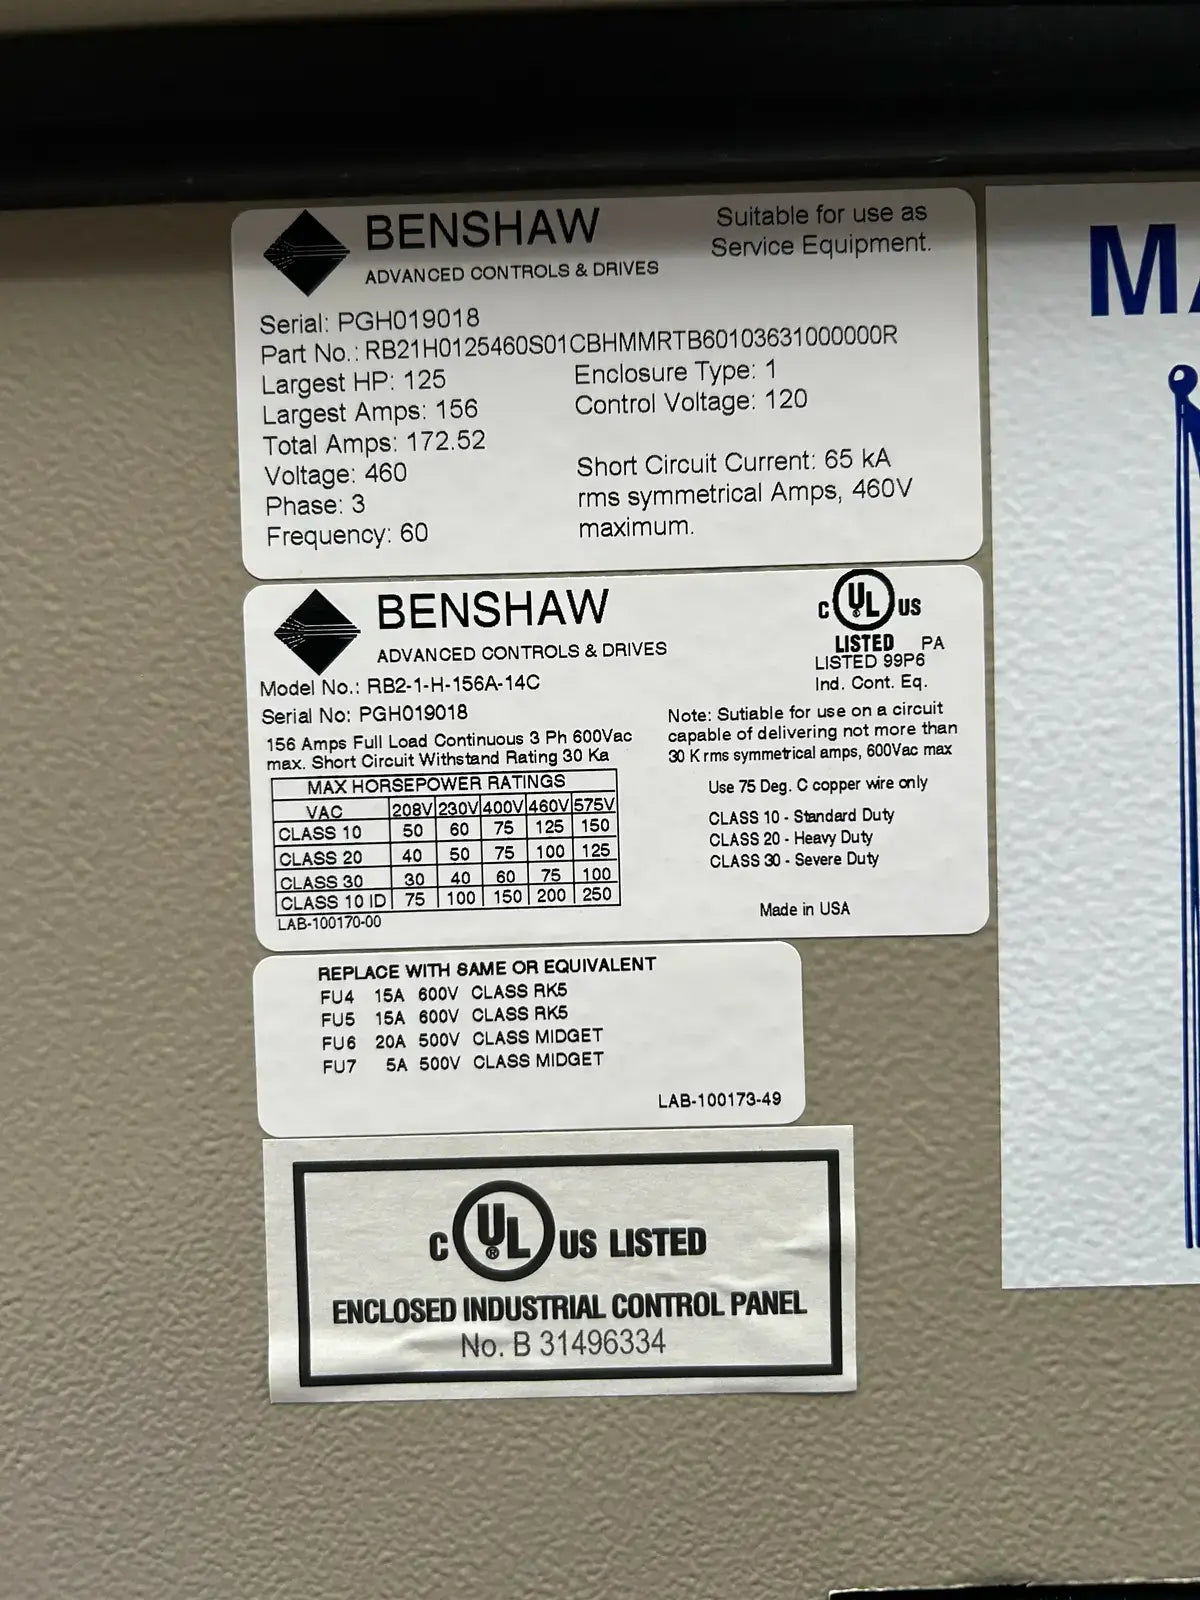 BENSHAW
ADVANCED CONTROLS & DRIVES
Suitable for use as
Service Equipment.
Serial: PGH019018
Part No.: RB21H0125460S01CBHMMRTB60103631000000R
Largest HP: 125
Largest Amps: 156
Total Amps: 172.52
Voltage: 460
Phase: 3
Frequency: 60
Enclosure Type: 1
Control Voltage: 120
Short Circuit Current: 65 kA
rms symmetrical Amps, 460V
maximum.
BENSHAW
ADVANCED CONTROLS & DRIVES
C UL ® US
LISTED PA
LISTED 99P6
Ind. Cont. Eq.
Model No.: RB2-1-H-156A-14C
Serial No: PGH019018
156 Amps Full Load Continuous 3 Ph 600Vac
max. Short Circuit Withstand Rating 30 Ka
MAX HORSEPOWER RATINGS
VAC 208V 230V 400V 460V 575V
CLASS 10 50 60 75 125 150
CLASS 20 40 50 75 100 125
CLASS 30 30 40 60 75 100
CLASS 10 ID 75 100 150 200 250
LAB-100170-00
Note: Sutiable for use on a circuit
capable of delivering not more than
30 K rms symmetrical amps, 600Vac max
Use 75 Deg. C copper wire only
CLASS 10 - Standard Duty
CLASS 20 - Heavy Duty
CLASS 30 - Severe Duty
Made in USA
REPLACE WITH SAME OR EQUIVALENT
FU4 15A 600V CLASS RK5
FU5 15A 600V CLASS RK5
FU6 20A 500V CLASS MIDGET
FU7 5A 500V CLASS MIDGET
LAB-100173-49
C UL ® US LISTED
ENCLOSED INDUSTRIAL CONTROL PANEL
No. B 31496334